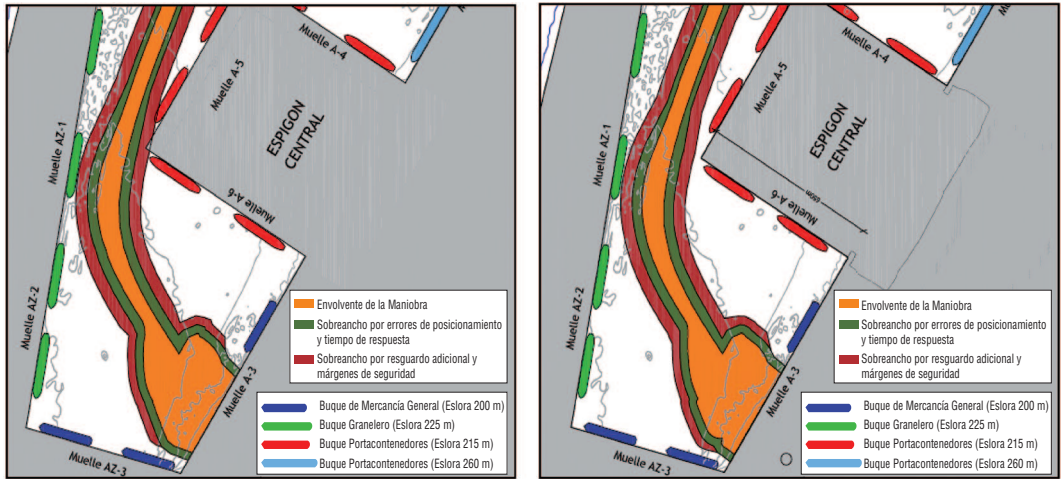 Muelle A-4
Muelle A-5
ESPIGON
CENTRAL
Muelle AZ-1
Muelle A-6
Muelle AZ-2
Muelle A-3
Muelle AZ-3
Envolvente de la Maniobra
Sobreancho por errores de posicionamiento
y tiempo de respuesta
Sobreancho por resguardo adicional y
márgenes de seguridad
Buque de Mercancía General (Eslora 200 m)
Buque Granelero (Eslora 225 m)
Buque Portacontenedores (Eslora 215 m)
Buque Portacontenedores (Eslora 260 m)
Muelle A-4
Muelle A-5
ESPIGON
CENTRAL
Muelle AZ-1
Muelle A-6
Muelle AZ-2
Muelle A-3
Muelle AZ-3
Envolvente de la Maniobra
Sobreancho por errores de posicionamiento
y tiempo de respuesta
Sobreancho por resguardo adicional y
márgenes de seguridad
Buque de Mercancía General (Eslora 200 m)
Buque Granelero (Eslora 225 m)
Buque Portacontenedores (Eslora 215 m)
Buque Portacontenedores (Eslora 260 m)